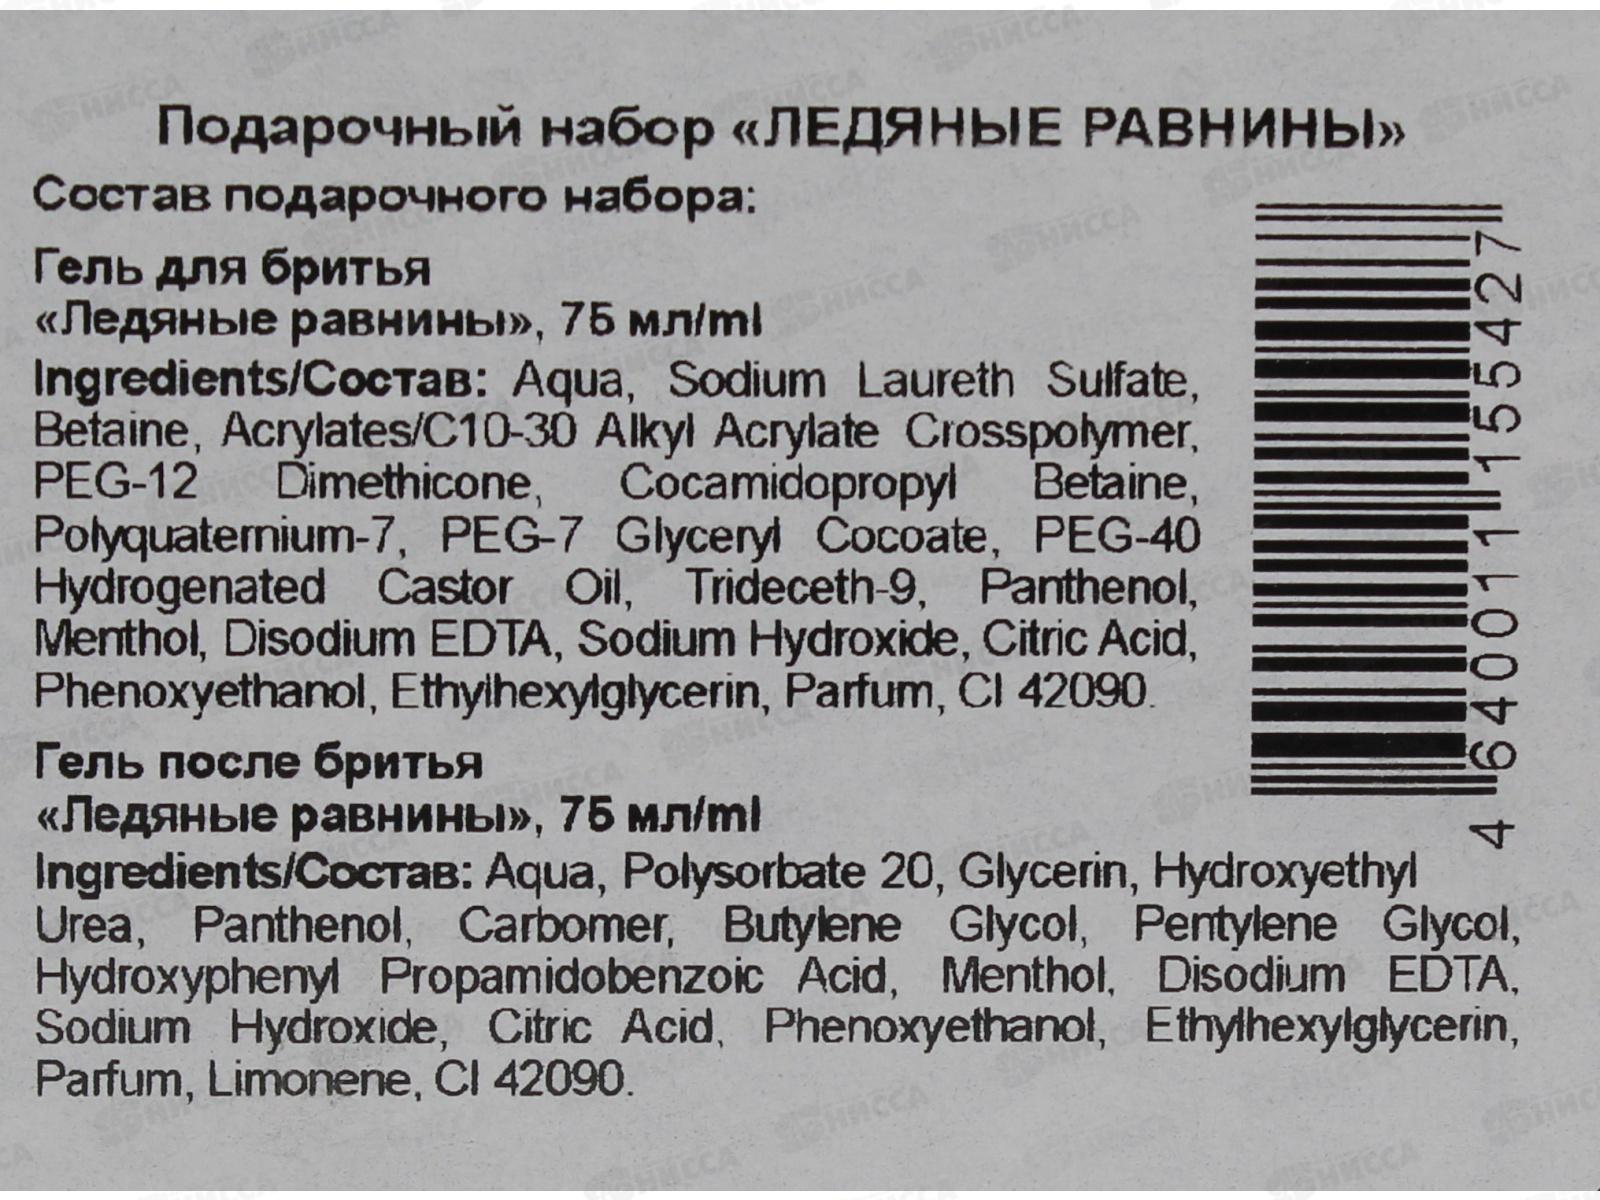 Подарочный набор «ЛЕДЯНЫЕ РАВНИНЫ»
Состав подарочного набора:
Гель для бритья
«Ледяные равнины», 75 мл/ml
Ingredients/Состав: Aqua, Sodium Laureth Sulfate,
Betaine, Acrylates/C10-30 Alkyl Acrylate Crosspolymer,
PEG-12 Dimethicone, Cocamidopropyl Betaine,
Polyquaternium-7, PEG-7 Glyceryl Cocoate, PEG-40
Hydrogenated Castor Oil, Trideceth-9, Panthenol,
Menthol, Disodium EDTA, Sodium Hydroxide, Citric Acid,
Phenoxyethanol, Ethylhexylglycerin, Parfum, CI 42090.
Гель после бритья
«Ледяные равнины», 75 мл/ml
Ingredients/Состав: Aqua, Polysorbate 20, Glycerin, Hydroxyethyl
Urea, Panthenol, Carbomer, Butylene Glycol, Pentylene Glycol,
Hydroxyphenyl Propamidobenzoic Acid, Menthol, Disodium EDTA,
Sodium Hydroxide, Citric Acid, Phenoxyethanol, Ethylhexylglycerin,
Parfum, Limonene, CI 42090.
4 640011 155427
НИССА